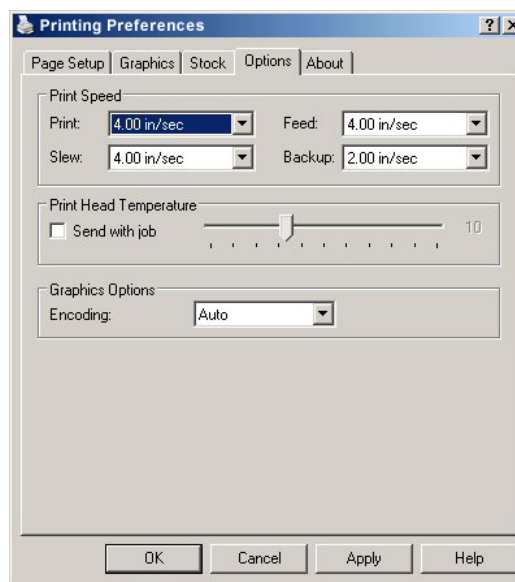 Printing Preferences
Page Setup Graphics Stock Options About
Print Speed
Print: 4.00 in/sec Feed: 4.00 in/sec
Slew: 4.00 in/sec Backup: 2.00 in/sec
Print Head Temperature
Send with job 10
Graphics Options
Encoding: Auto
OK Cancel Apply Help